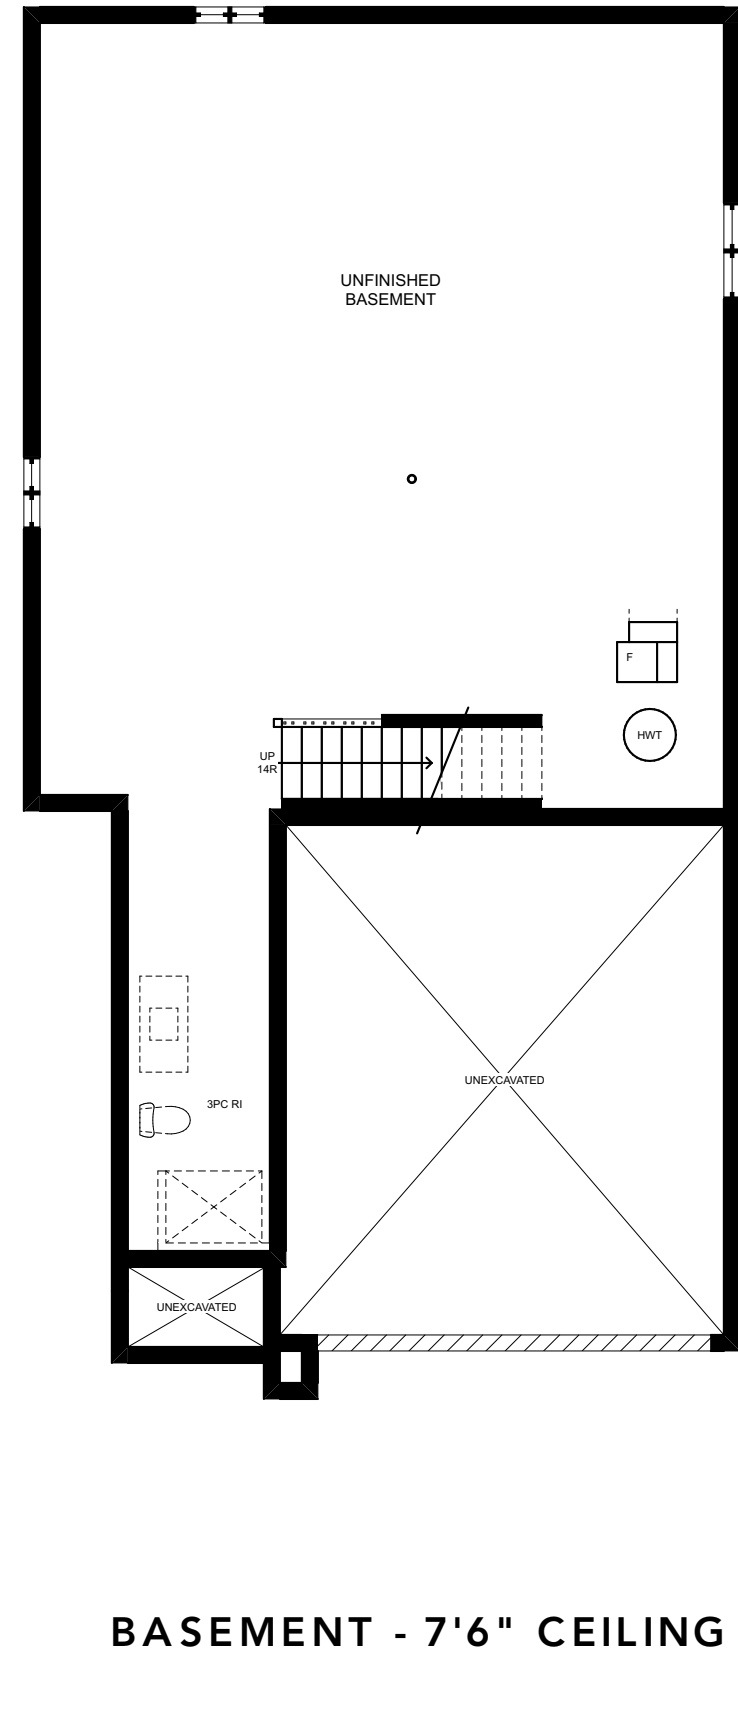 UNFINISHED
BASEMENT
F
HWT
UP
14R
UNEXCAVATED
3PC RI
UNEXCAVATED
BASEMENT - 7'6" CEILING